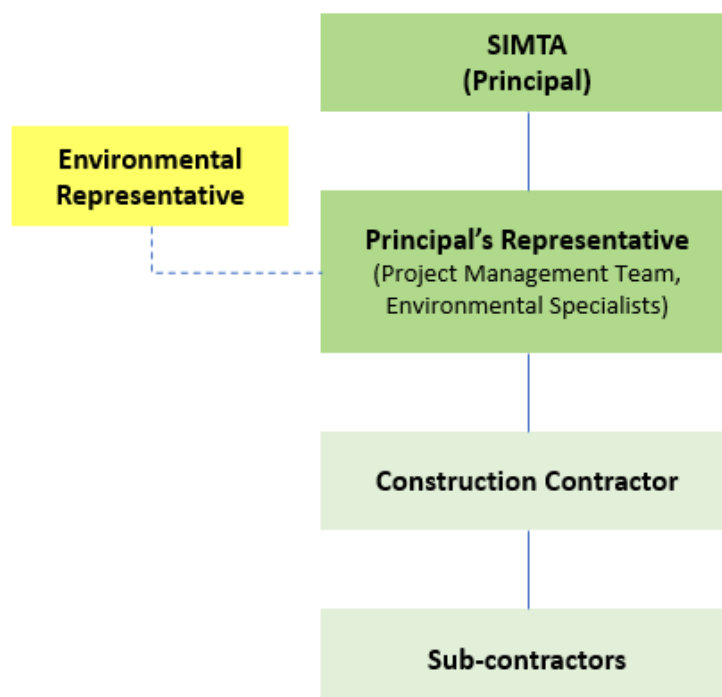 SIMTA
(Principal)
Environmental
Representative
Principal’s Representative
(Project Management Team,
Environmental Specialists)
Construction Contractor
Sub-contractors